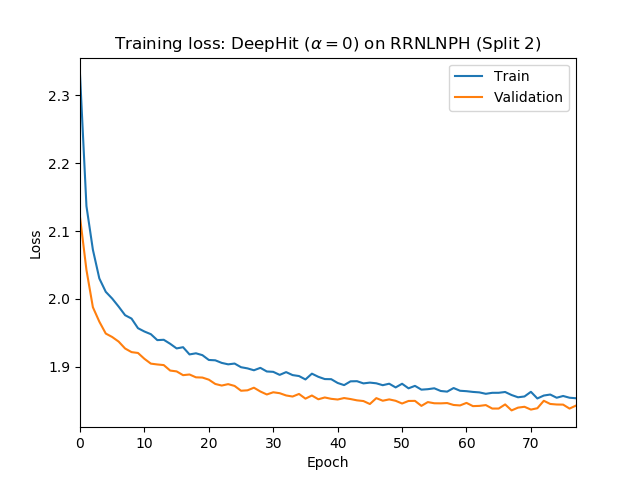 Training loss: DeepHit (α = 0) on RRNLNPH (Split 2)
Train
Validation
Loss
2.3
2.2
2.1
2.0
1.9
0 10 20 30 40 50 60 70
Epoch